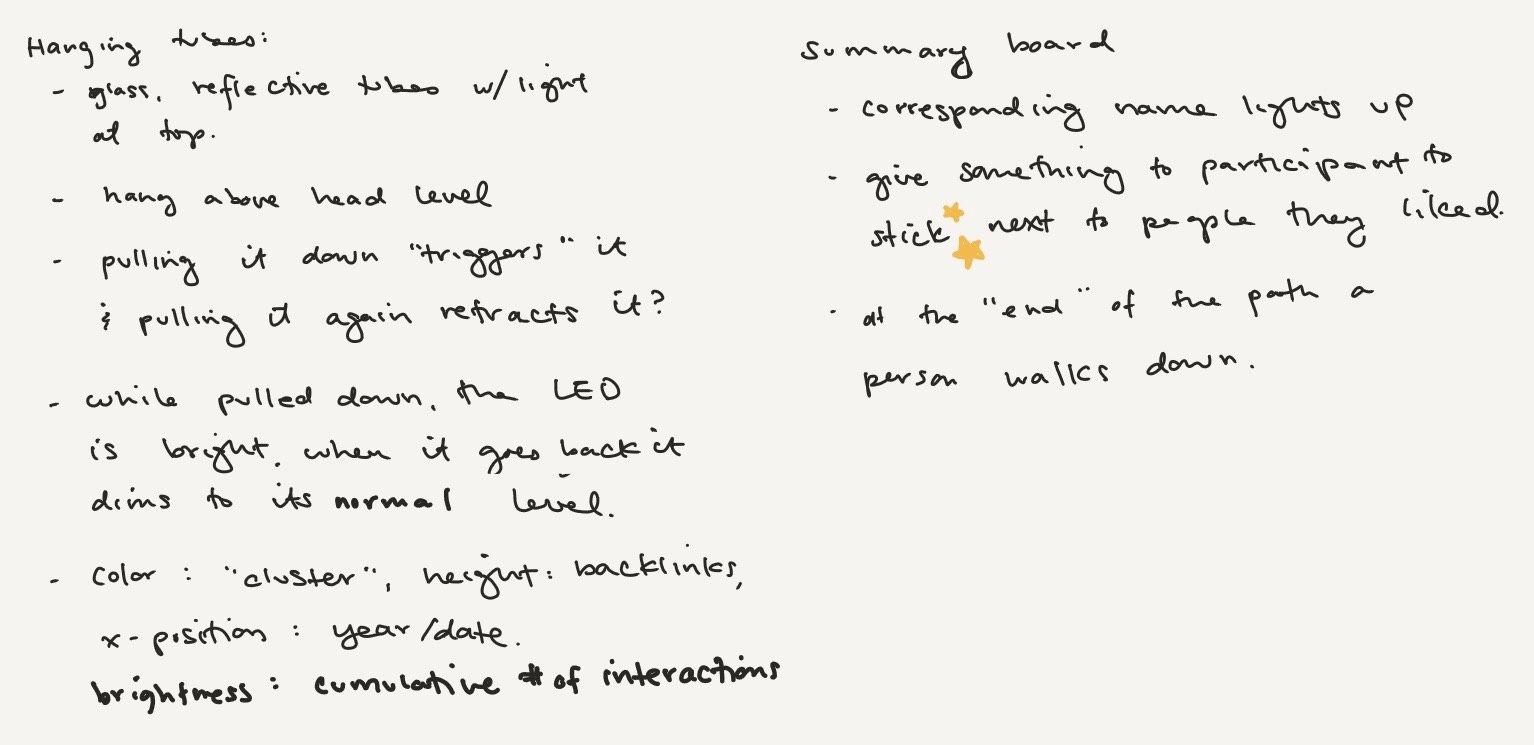 Hanging tubes:
- glass, reflective tubes w/ light
at top.
- hang above head level
- pulling it down "triggers" it
& pulling it again retracts it?
- while pulled down, the LED
is bright. when it goes back it
dims to its normal level.
- color : "cluster", height: backlinks,
x-position : year/date.
brightness : cumulative # of interactions
summary board
- corresponding name lights up
- give something to participant to
stick next to people they liked.
- at the "end" of the path a
person walks down.